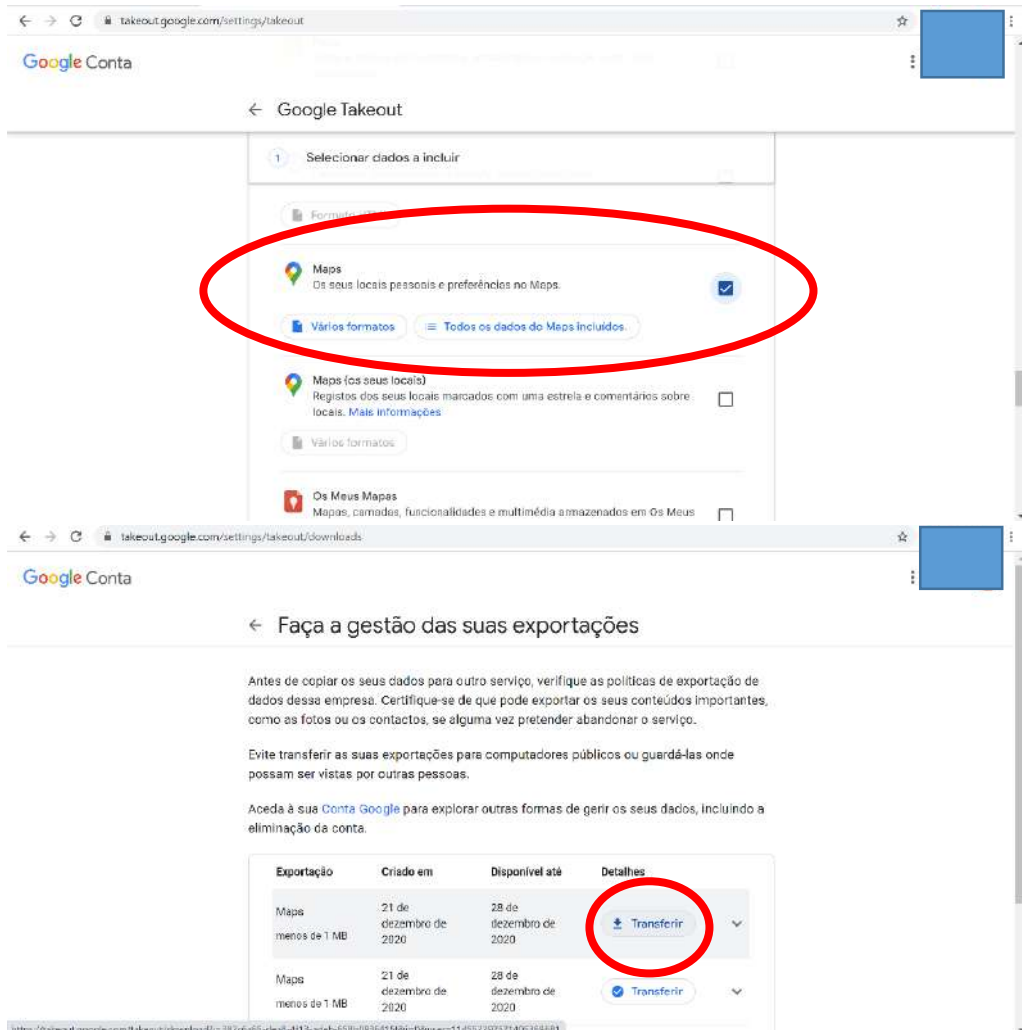 takeout.google.com/settings/takeout
Google Conta
Google Takeout
1 Selecionar dados a incluir
Formato
Maps
Os seus locais pessoais e preferências no Maps.
Vários formatos
Todos os dados do Maps incluídos.
Maps (os seus locais)
Registos dos seus locais marcados com uma estrela e comentários sobre
locais. Mais informações
Vários formatos
Os Meus Mapas
Mapas, camadas, funcionalidades e multimédia armazenados em Os Meus
takeout.google.com/settings/takeout/downloads
Google Conta
Faça a gestão das suas exportações
Antes de copiar os seus dados para outro serviço, verifique as políticas de exportação de
dados dessa empresa. Certifique-se de que pode exportar os seus conteúdos importantes,
como as fotos ou os contactos, se alguma vez pretender abandonar o serviço.
Evite transferir as suas exportações para computadores públicos ou guardá-las onde
possam ser vistas por outras pessoas.
Aceda à sua Conta Google para explorar outras formas de gerir os seus dados, incluindo a
eliminação da conta.
Exportação Criado em Disponível até Detalhes
Maps
menos de 1 MB
21 de
dezembro de
2020
28 de
dezembro de
2020
Transferir
Maps
menos de 1 MB
21 de
dezembro de
2020
28 de
dezembro de
2020
Transferir